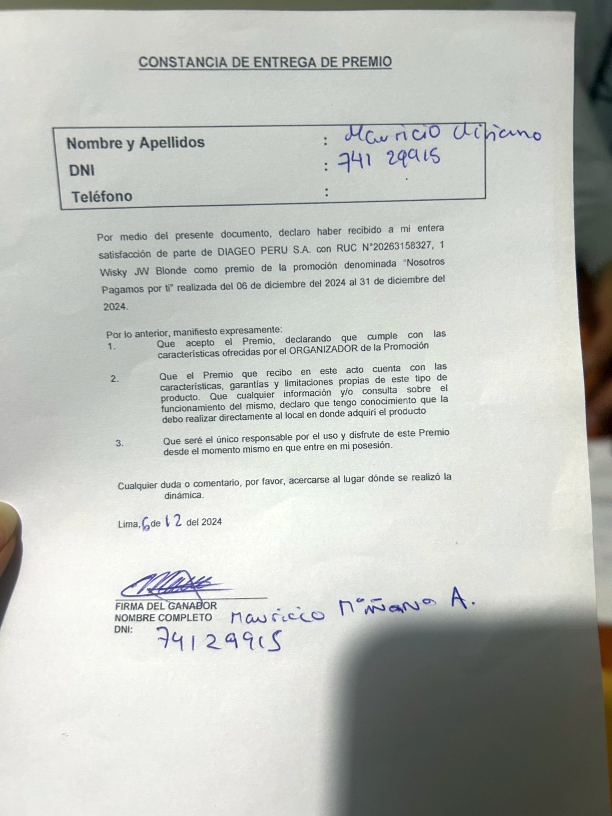 CONSTANCIA DE ENTREGA DE PREMIO
Nombre y Apellidos : Mauricio
DNI : 741 29915
Teléfono :
Por medio del presente documento, declaro haber recibido a mi entera
satisfacción de parte de DIAGEO PERU S.A. con RUC N°20263158327, 1
Wisky JW Blonde como premio de la promoción denominada "Nosotros
Pagamos por ti" realizada del 06 de diciembre del 2024 al 31 de diciembre del
2024.
Por lo anterior, manifiesto expresamente:
1. Que acepto el Premio, declarando que cumple con las
características ofrecidas por el ORGANIZADOR de la Promoción
2. Que el Premio que recibo en este acto cuenta con las
características, garantías y limitaciones propias de este tipo de
producto. Que cualquier información y/o consulta sobre el
funcionamiento del mismo, declaro que tengo conocimiento que la
debo realizar directamente al local en donde adquirí el producto
3. Que seré el único responsable por el uso y disfrute de este Premio
desde el momento mismo en que entre en mi posesión.
Cualquier duda o comentario, por favor, acercarse al lugar dónde se realizó la
dinámica.
Lima, 6 de 12 del 2024
FIRMA DEL GANADOR
NOMBRE COMPLETO Mauricio A.
DNI: 74129915